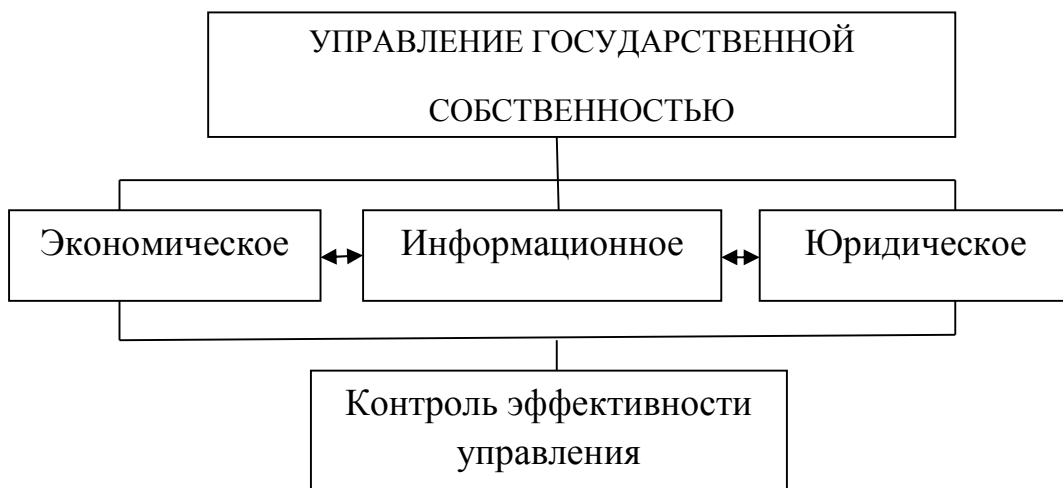 УПРАВЛЕНИЕ ГОСУДАРСТВЕННОЙ
СОБСТВЕННОСТЬЮ
Экономическое
Информационное
Юридическое
Контроль эффективности
управления